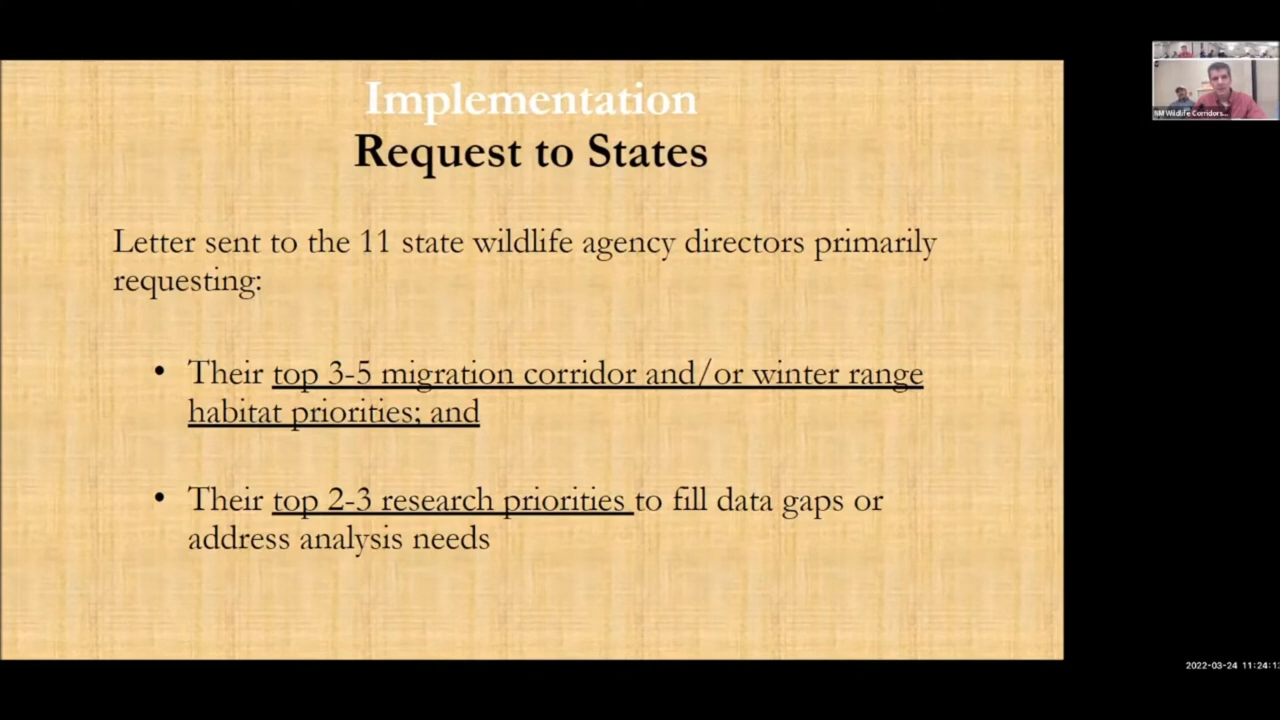 Implementation
Request to States
Letter sent to the 11 state wildlife agency directors primarily
requesting:
• Their top 3-5 migration corridor and/or winter range
habitat priorities; and
• Their top 2-3 research priorities to fill data gaps or
address analysis needs
NM Wildlife Corridors...
2022-03-24 11:24:1